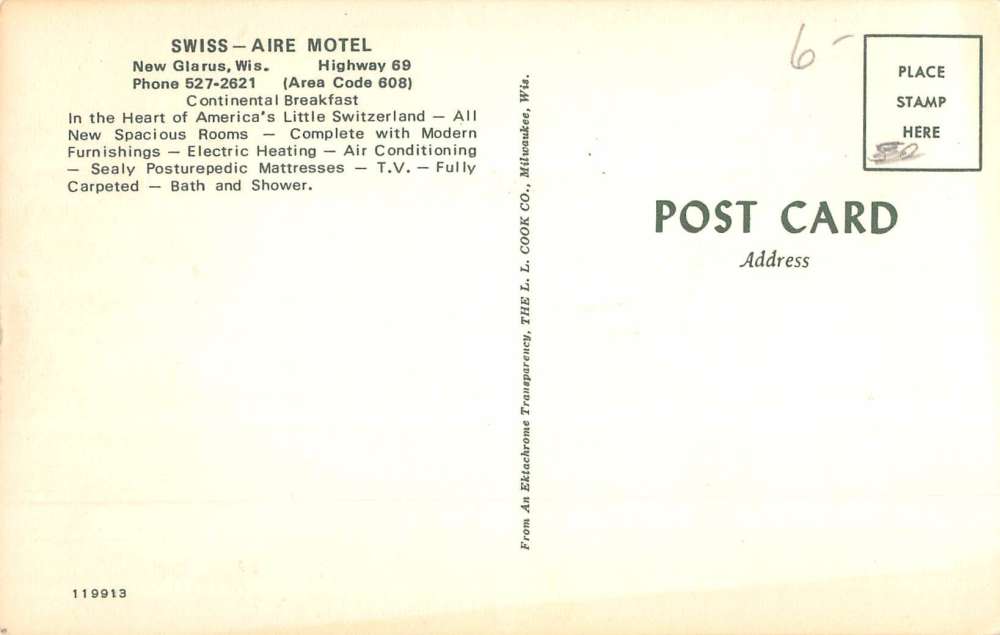 SWISS — AIRE MOTEL
New Glarus, Wis. Highway 69
Phone 527-2621 (Area Code 608)
Continental Breakfast
In the Heart of America's Little Switzerland — All
New Spacious Rooms — Complete with Modern
Furnishings — Electric Heating — Air Conditioning
— Sealy Posturepedic Mattresses — T.V. — Fully
Carpeted — Bath and Shower.
119913
From An Ektachrome Transparency, THE L. L. COOK CO., Milwaukee, Wis.
6-
PLACE
STAMP
HERE
POST CARD
Address